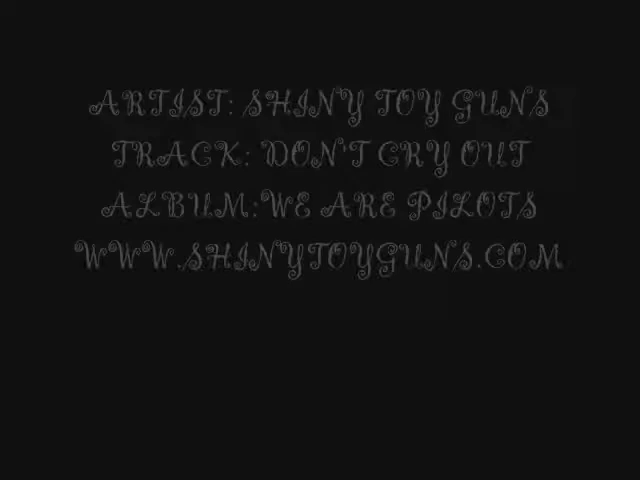 ARTIST: SHINY TOY GUNS
TRACK: DON'T CRY OUT
ALBUM:WE ARE PILOTS
WWW.SHINYTOYGUNS.COM